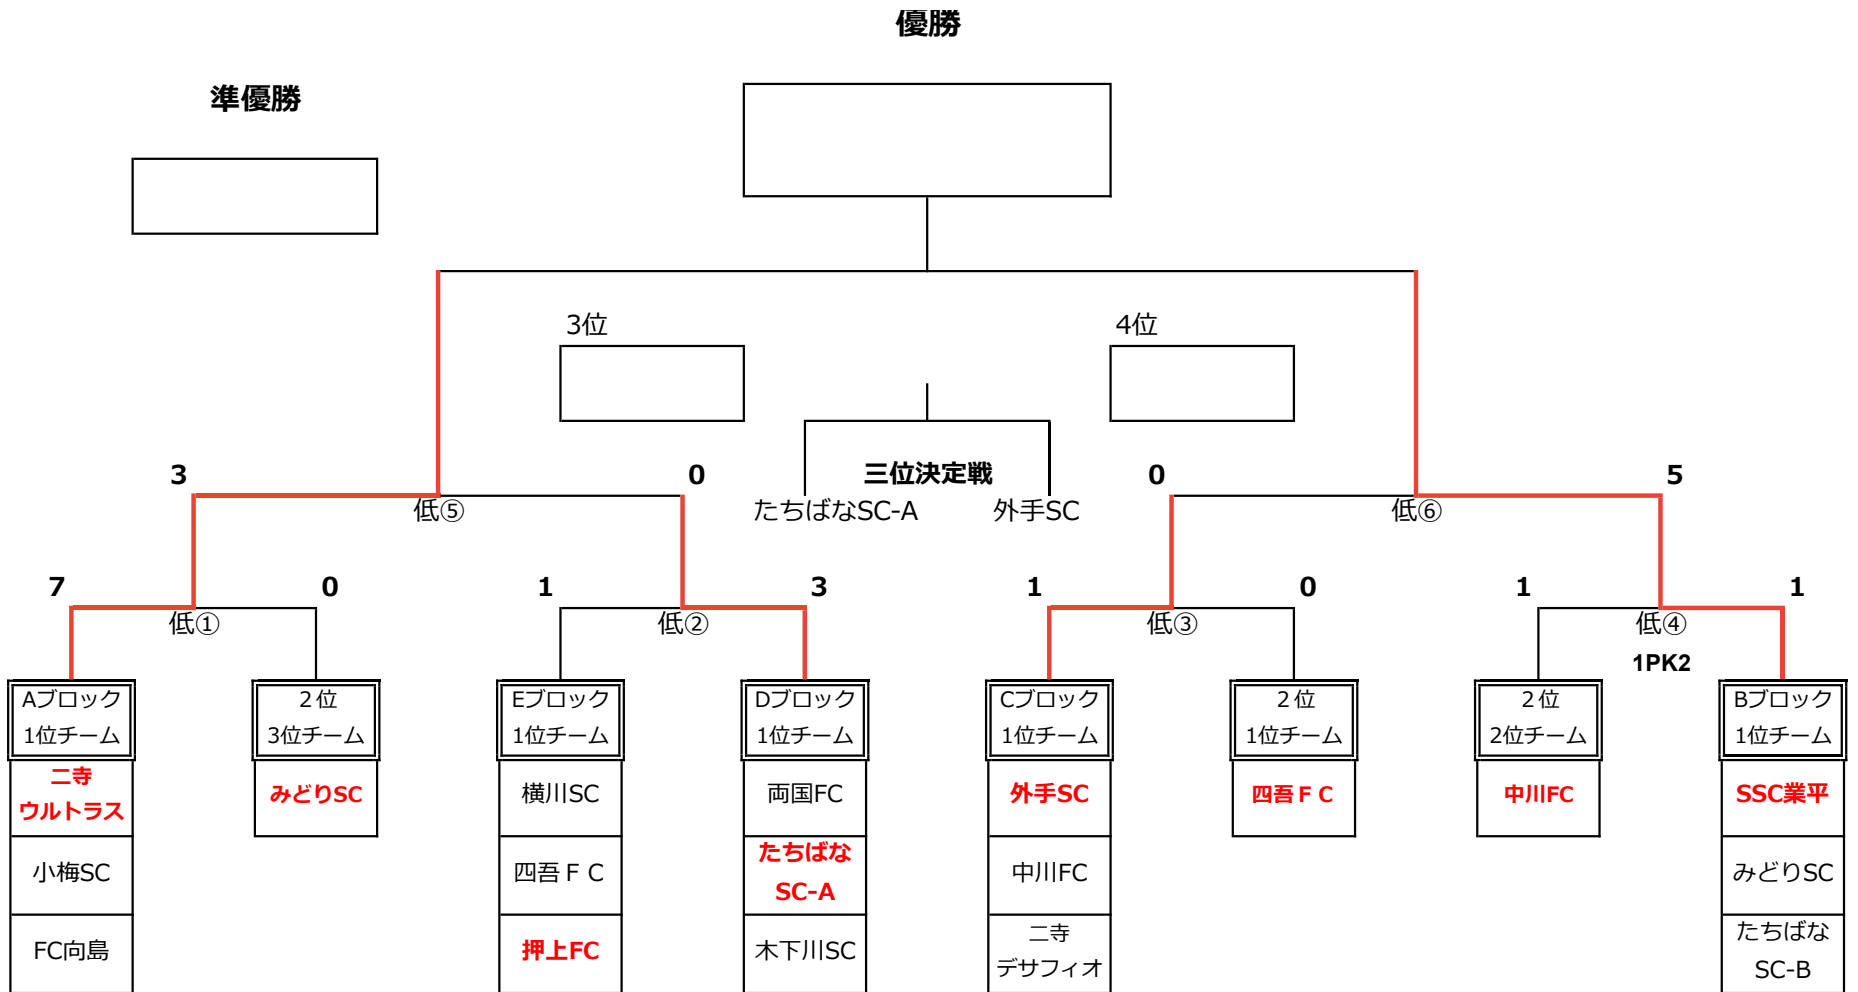 優勝
準優勝
3位
4位
3
0
三位決定戦
0
5
低⑤
たちばなSC-A
外手SC
低⑥
7
0
1
3
1
0
1
1
低①
低②
低③
低④
1PK2
Aブロック
1位チーム
２位
3位チーム
Eブロック
1位チーム
Dブロック
1位チーム
Cブロック
1位チーム
２位
1位チーム
２位
2位チーム
Bブロック
1位チーム
二寺
ウルトラス
みどりSC
横川SC
両国FC
外手SC
四吾ＦＣ
中川FC
SSC業平
小梅SC
四吾ＦＣ
たちばな
SC-A
中川FC
みどりSC
FC向島
押上FC
木下川SC
二寺
デサフィオ
たちばな
SC-B